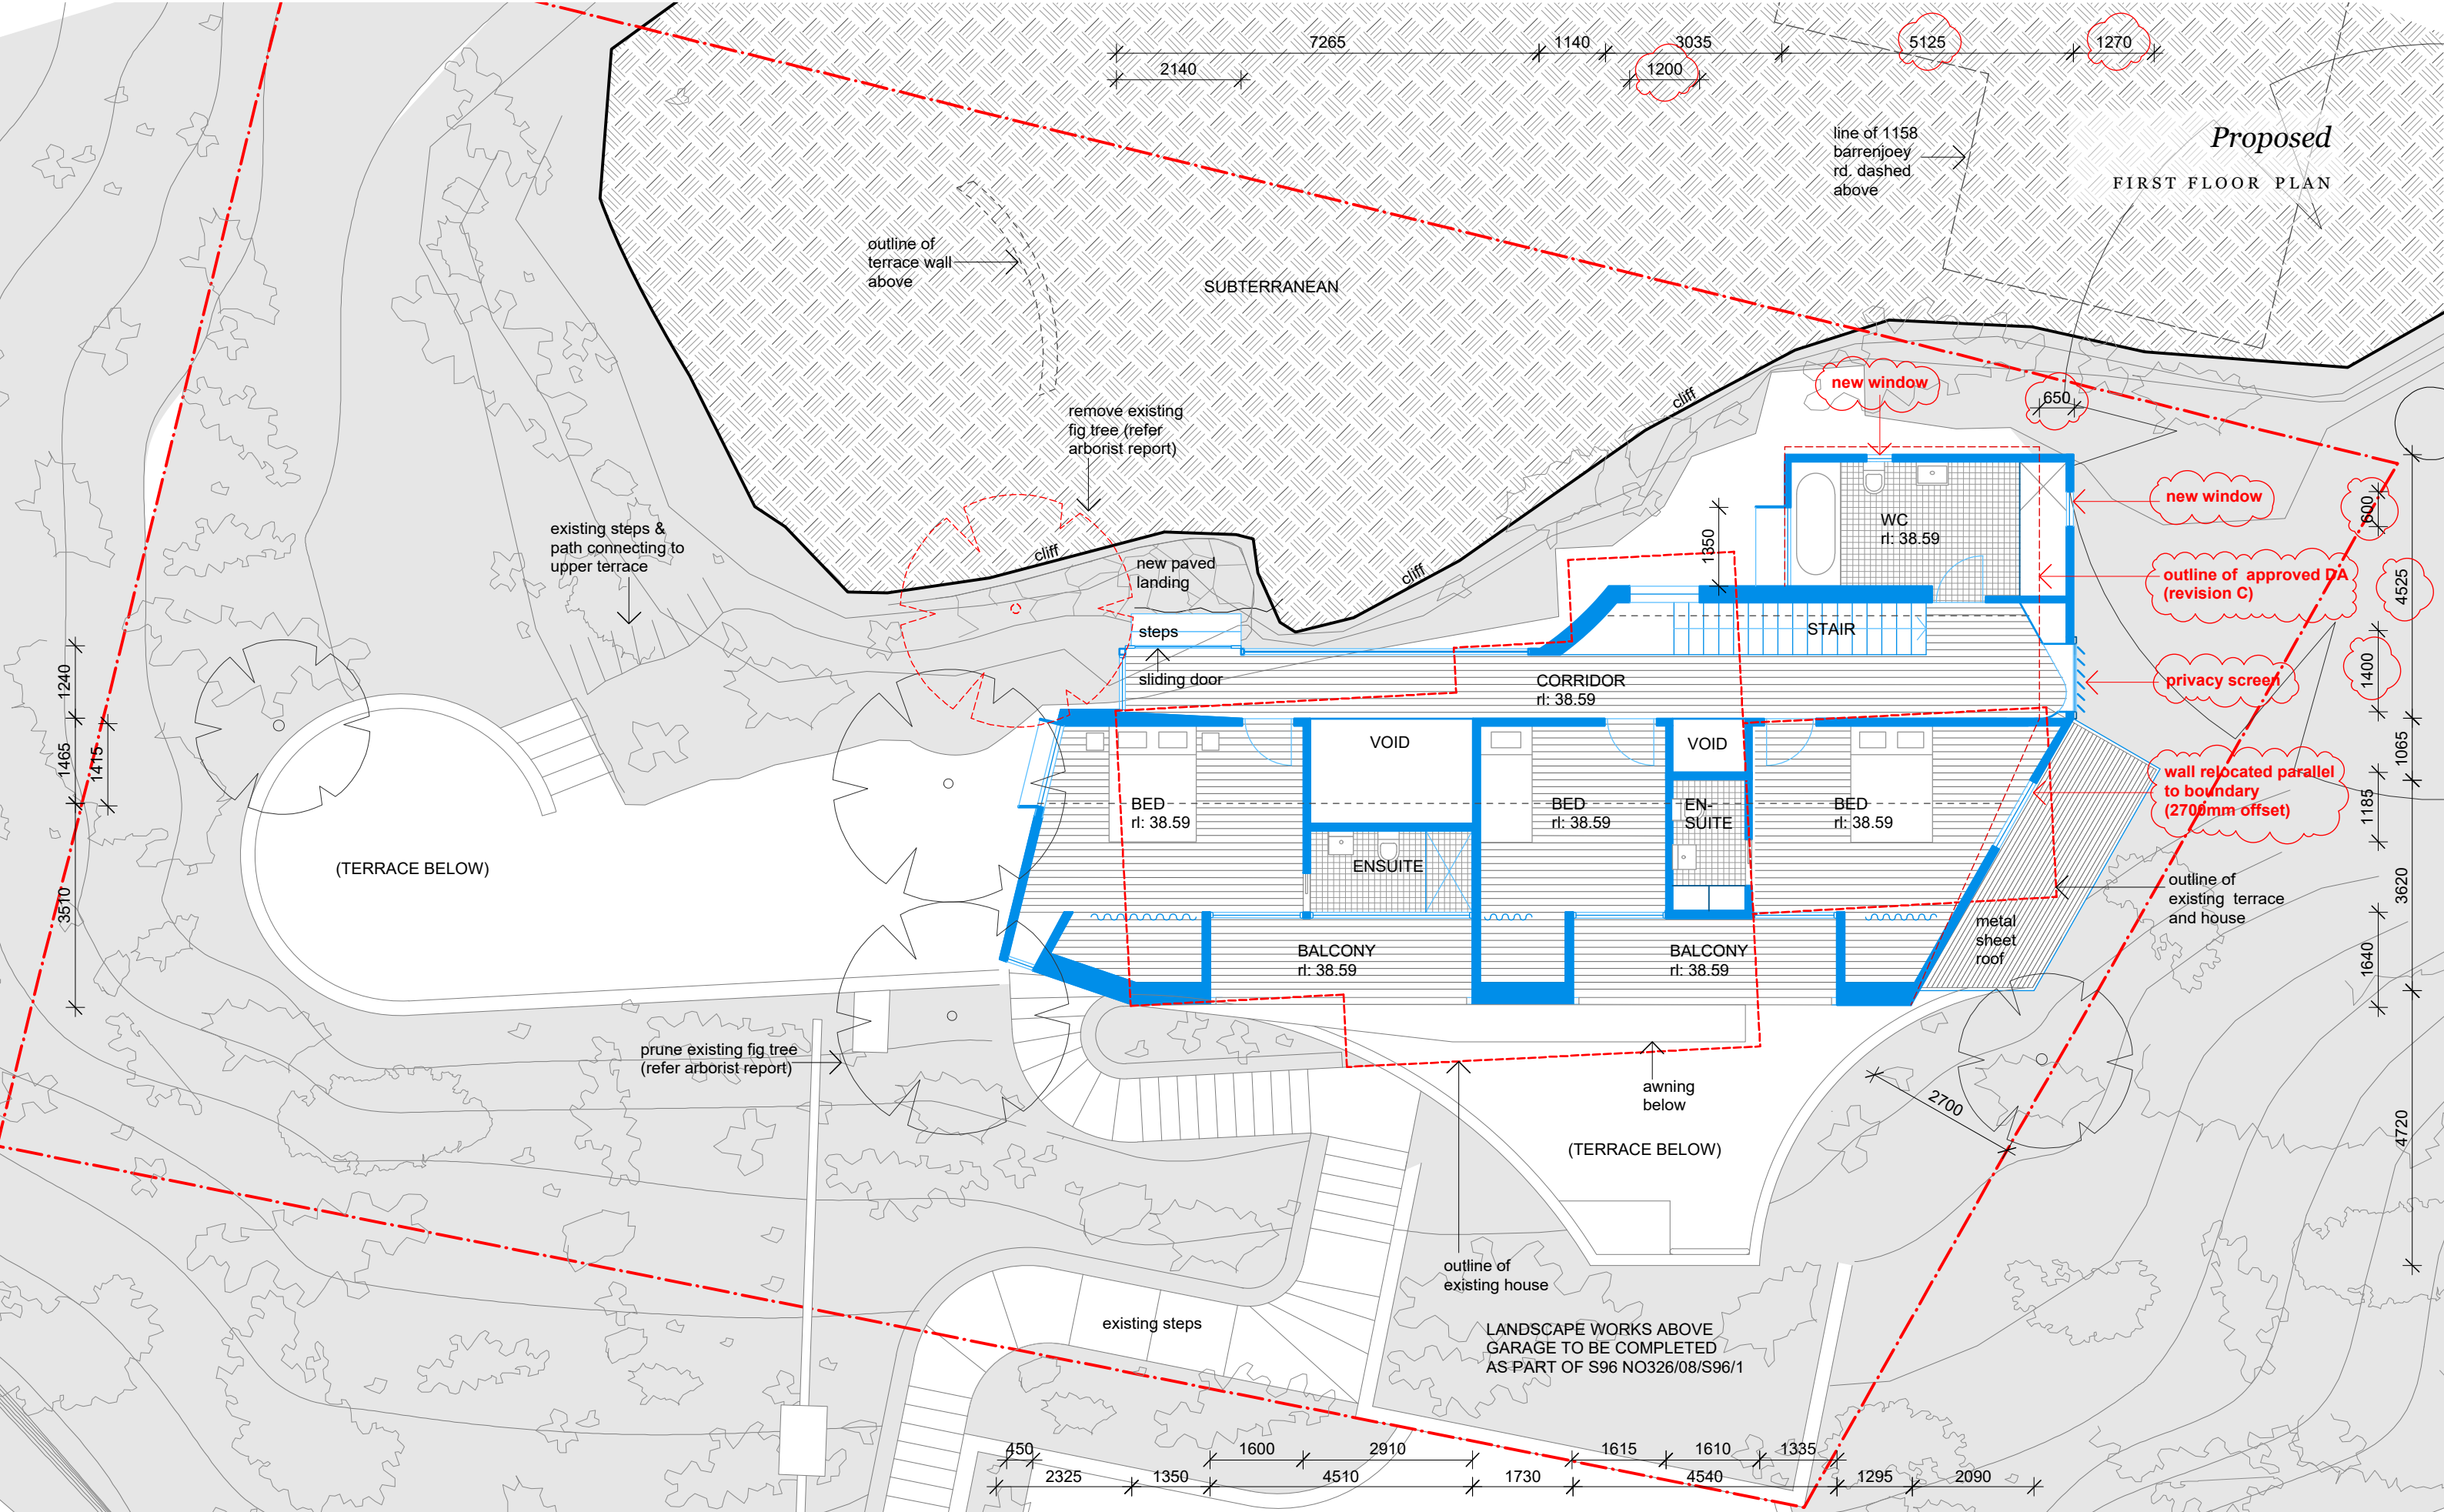 7265
1140
3035
5125
1270
2140
1200
line of 1158
barrenjoey
rd. dashed
above
Proposed
FIRST FLOOR PLAN
outline of
terrace wall
above
SUBTERRANEAN
new window
650
cliff
remove existing
fig tree (refer
arborist report)
new window
600
existing steps &
path connecting to
upper terrace
cliff
new paved
landing
cliff
1350
WC
rl: 38.59
outline of  approved DA
(revision C)
4525
steps
STAIR
1240
sliding door
CORRIDOR
rl: 38.59
privacy screen
1400
1465
1415
VOID
VOID
1065
wall relocated parallel
to boundary
(2700mm offset)
1185
BED
rl: 38.59
BED
rl: 38.59
EN-
SUITE
BED
rl: 38.59
(TERRACE BELOW)
ENSUITE
3510
outline of
existing  terrace
and house
3620
metal
sheet
roof
BALCONY
rl: 38.59
BALCONY
rl: 38.59
1640
prune existing fig tree
(refer arborist report)
awning
below
2700
(TERRACE BELOW)
4720
outline of
existing house
existing steps
LANDSCAPE WORKS ABOVE
GARAGE TO BE COMPLETED
AS PART OF S96 NO326/08/S96/1
450
1600
2910
1615
1610
1335
2325
1350
4510
1730
4540
1295
2090